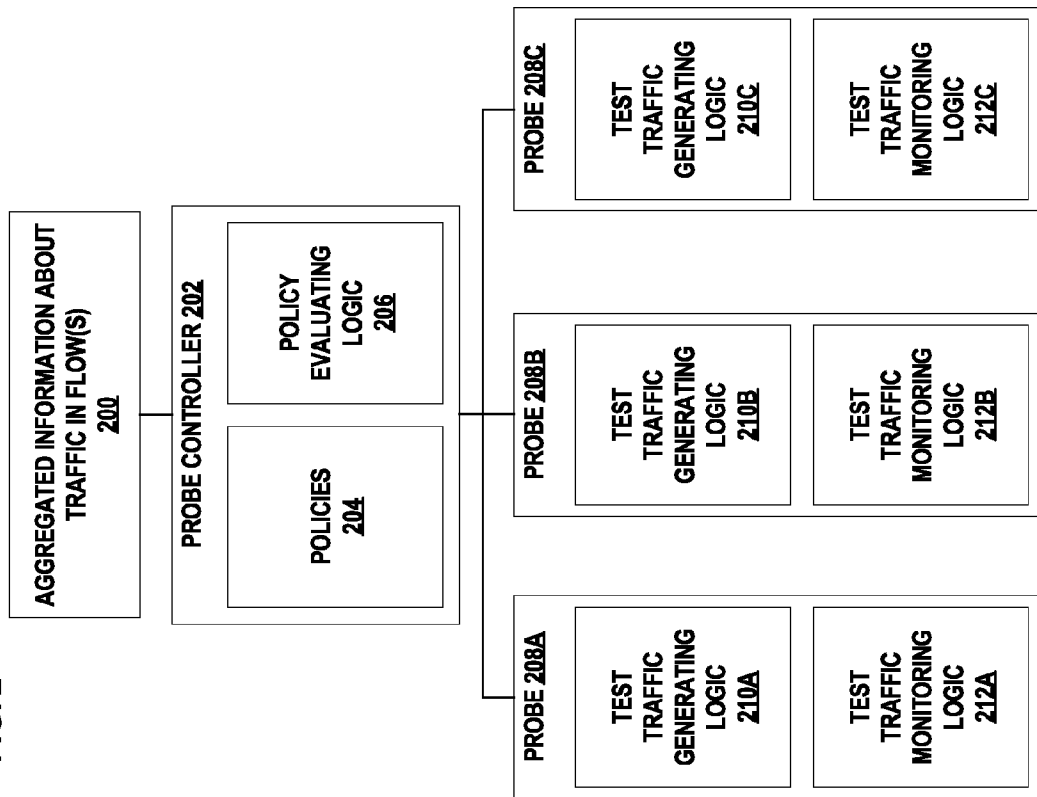 AGGREGATED INFORMATION ABOUT
TRAFFIC IN FLOW(S)
200
PROBE CONTROLLER 202
POLICIES
204
POLICY
EVALUATING
LOGIC
206
PROBE 208A
TEST
TRAFFIC
GENERATING
LOGIC
210A
TEST
TRAFFIC
MONITORING
LOGIC
212A
PROBE 208B
TEST
TRAFFIC
GENERATING
LOGIC
210B
TEST
TRAFFIC
MONITORING
LOGIC
212B
PROBE 208C
TEST
TRAFFIC
GENERATING
LOGIC
210C
TEST
TRAFFIC
MONITORING
LOGIC
212C